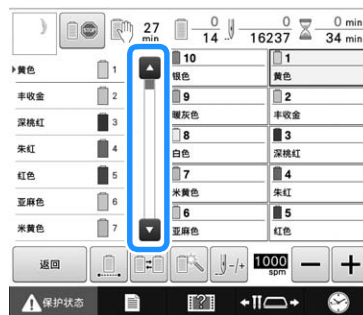 27 min
0 14
0 16237
0 min 34 min
黄色 1
丰收金 2
深桃红 3
朱红 4
红色 5
亚麻色 6
米黄色 7
10 银色
1 黄色
9 暖灰色
2 丰收金
8 白色
3 深桃红
7 米黄色
4 朱红
6 亚麻色
5 红色
返回
-/+
1000 spm
− +
保护状态